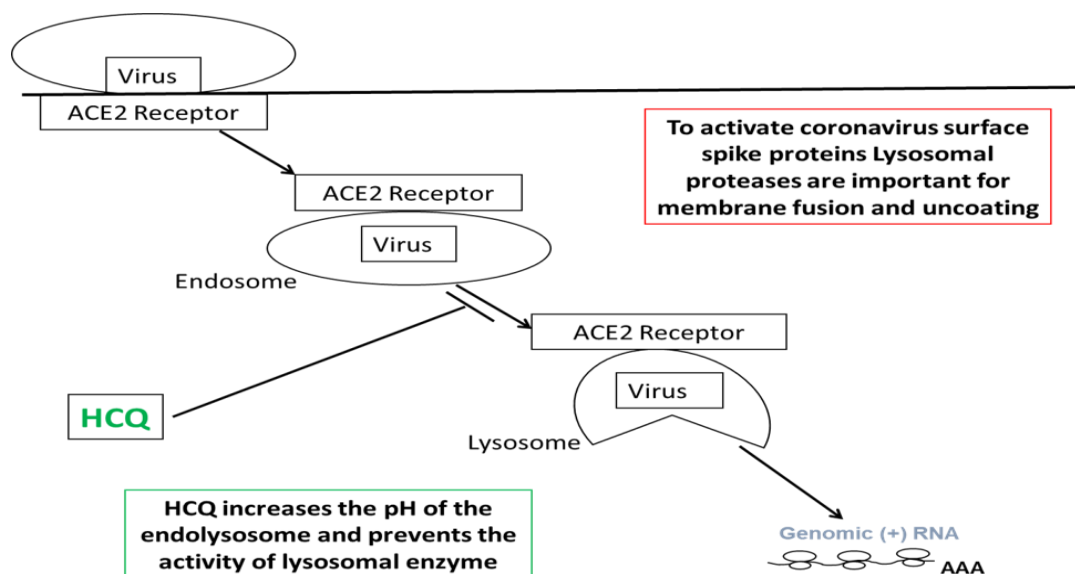 Virus
ACE2 Receptor
To activate coronavirus surface
spike proteins Lysosomal
proteases are important for
membrane fusion and uncoating
ACE2 Receptor
Virus
Endosome
ACE2 Receptor
Virus
HCQ
Lysosome
HCQ increases the pH of the
endolysosome and prevents the
activity of lysosomal enzyme
Genomic (+) RNA
AAA